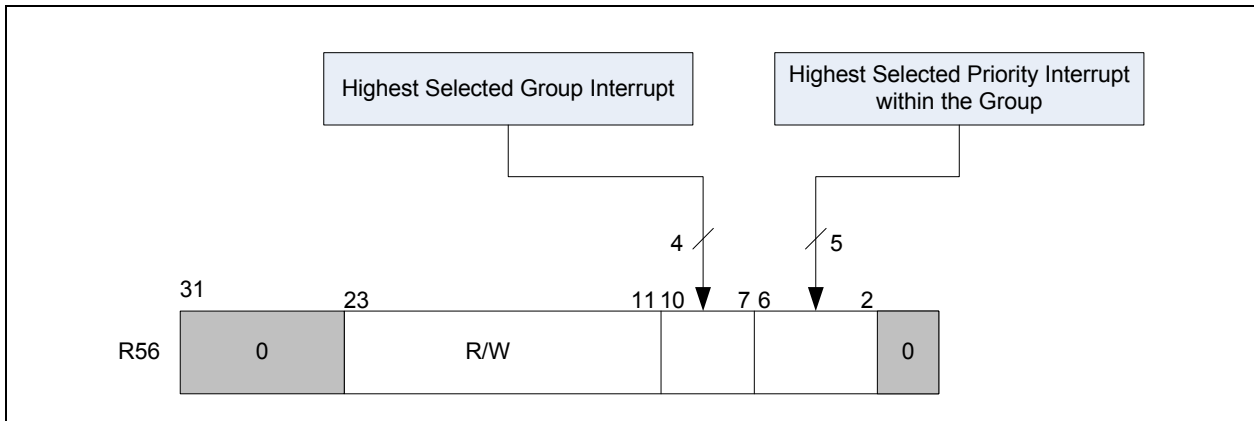 Highest Selected Group Interrupt
Highest Selected Priority Interrupt
within the Group
4
5
31
23
11 10
7 6
2
R56
0
R/W
0